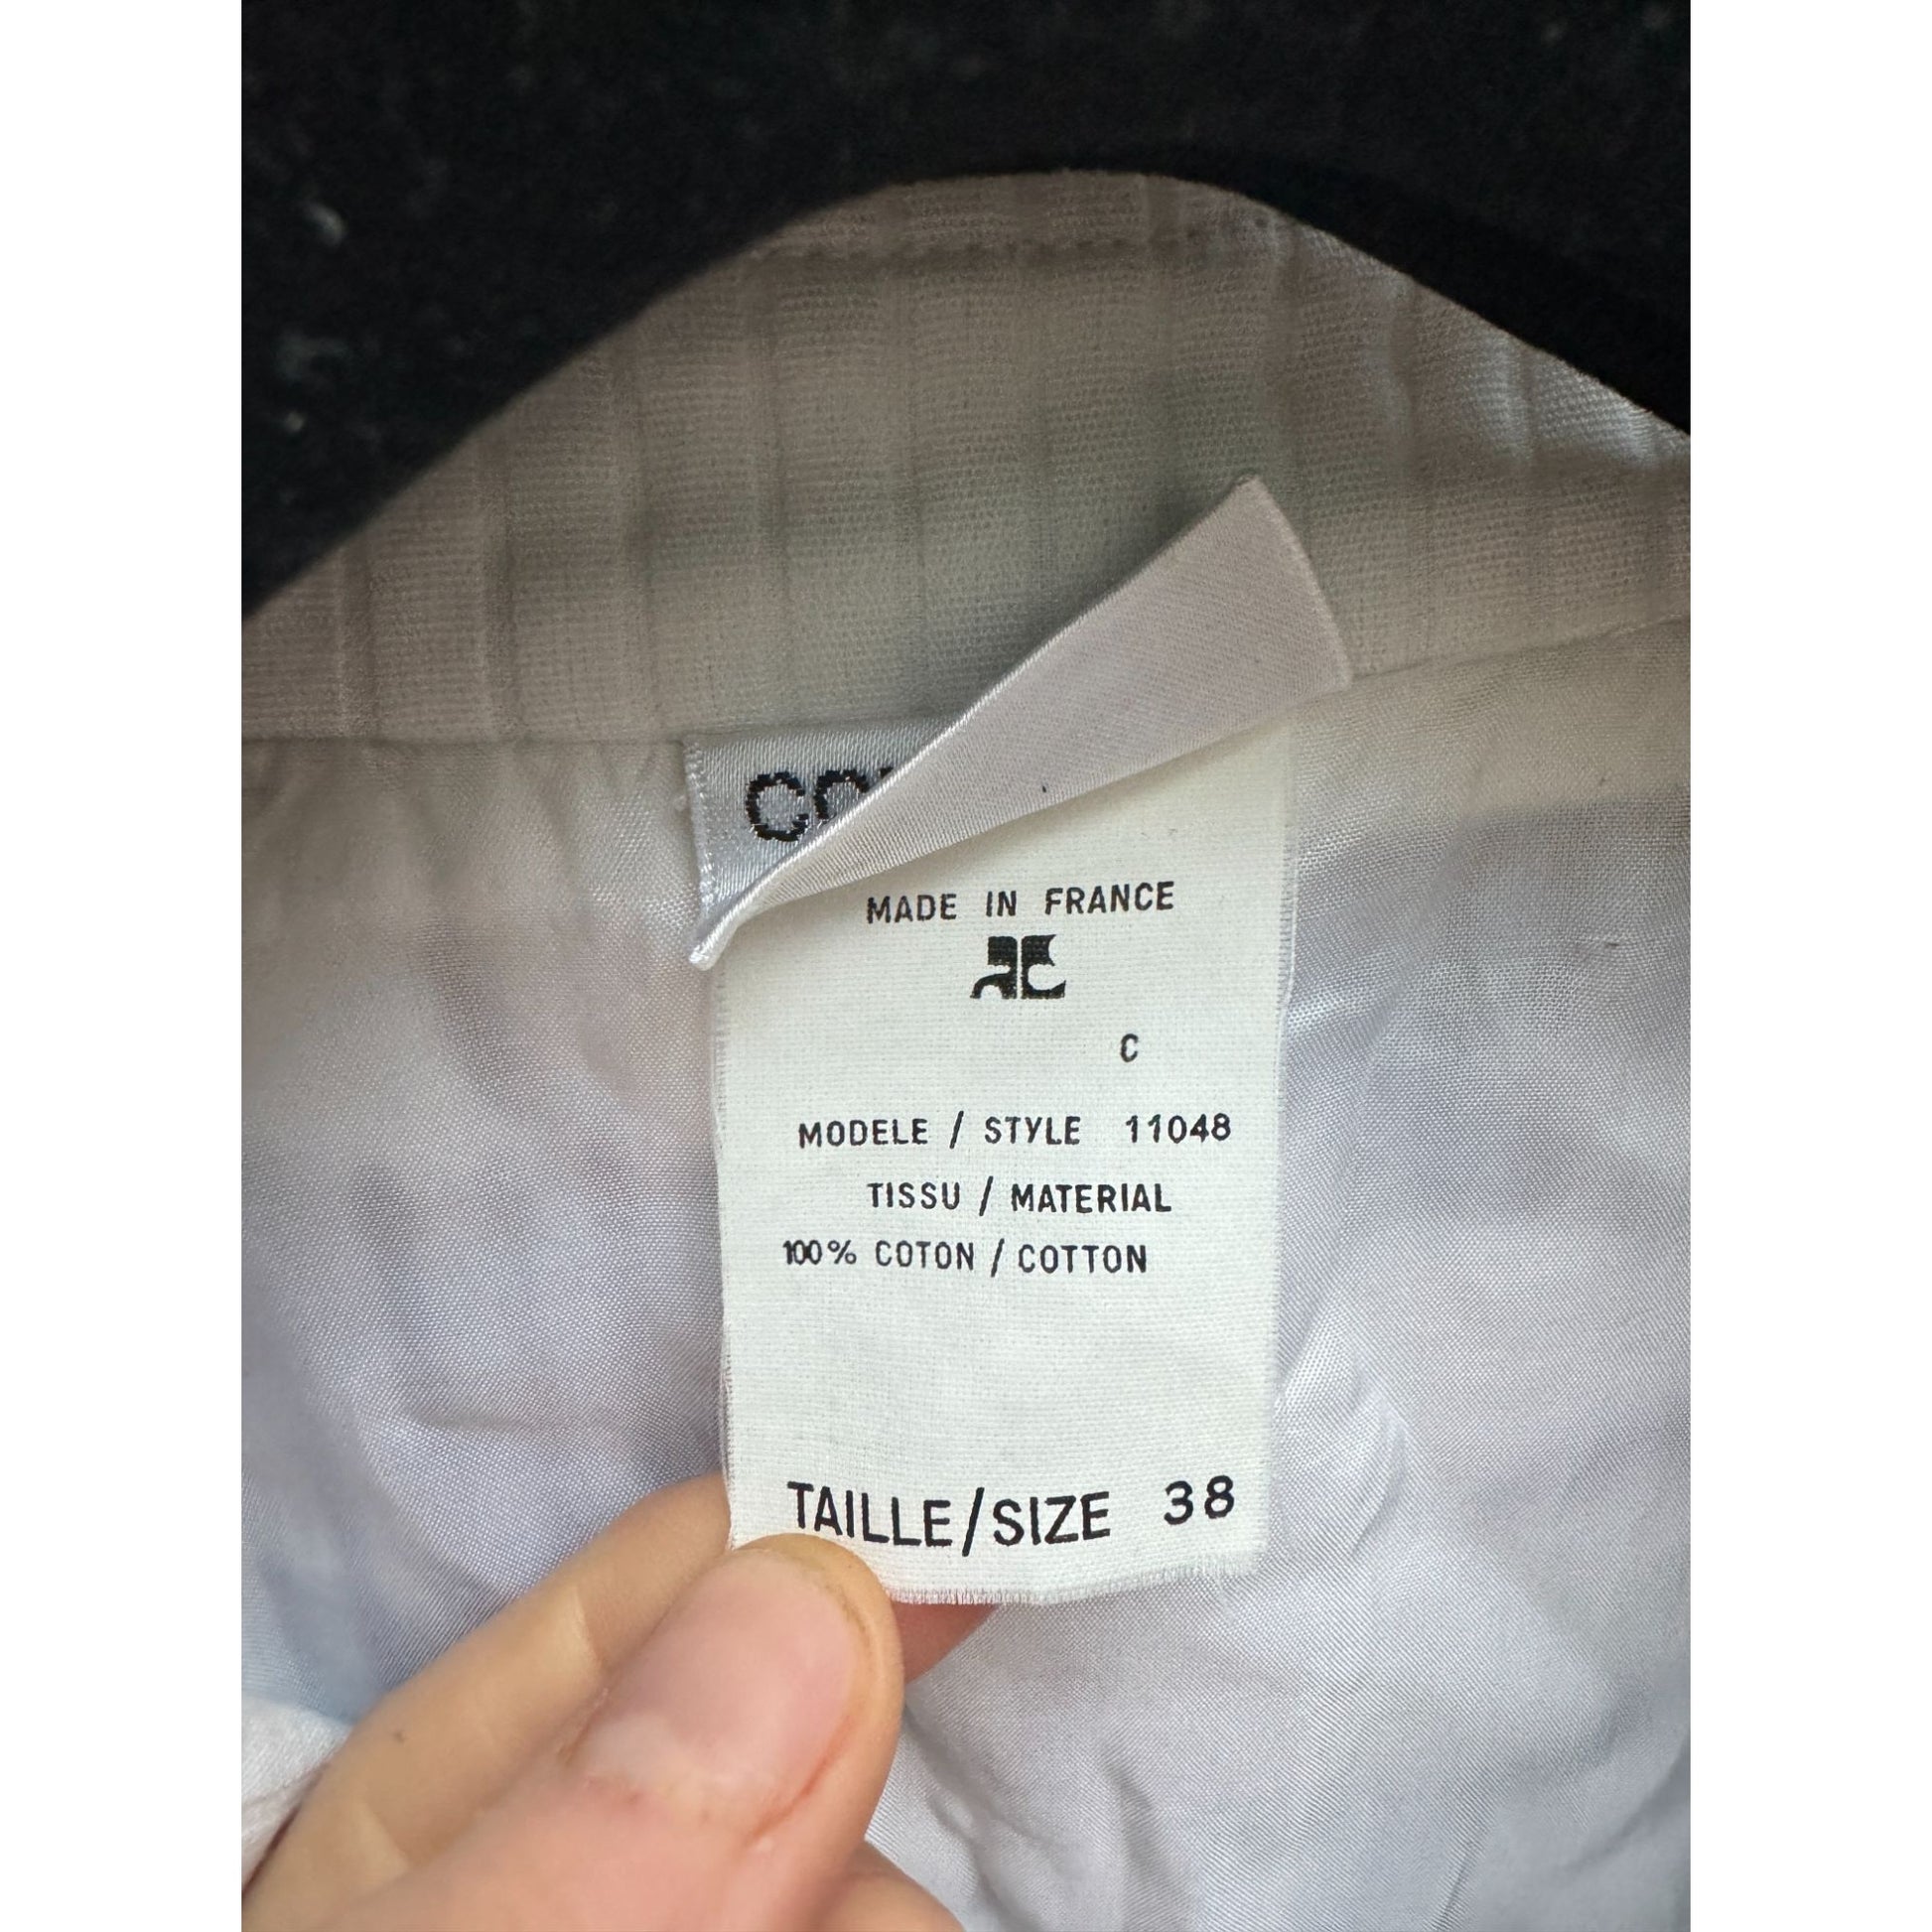 MADE IN FRANCE
C
MODELE / STYLE 11048
TISSU / MATERIAL
100% COTON / COTTON
TAILLE/SIZE 38